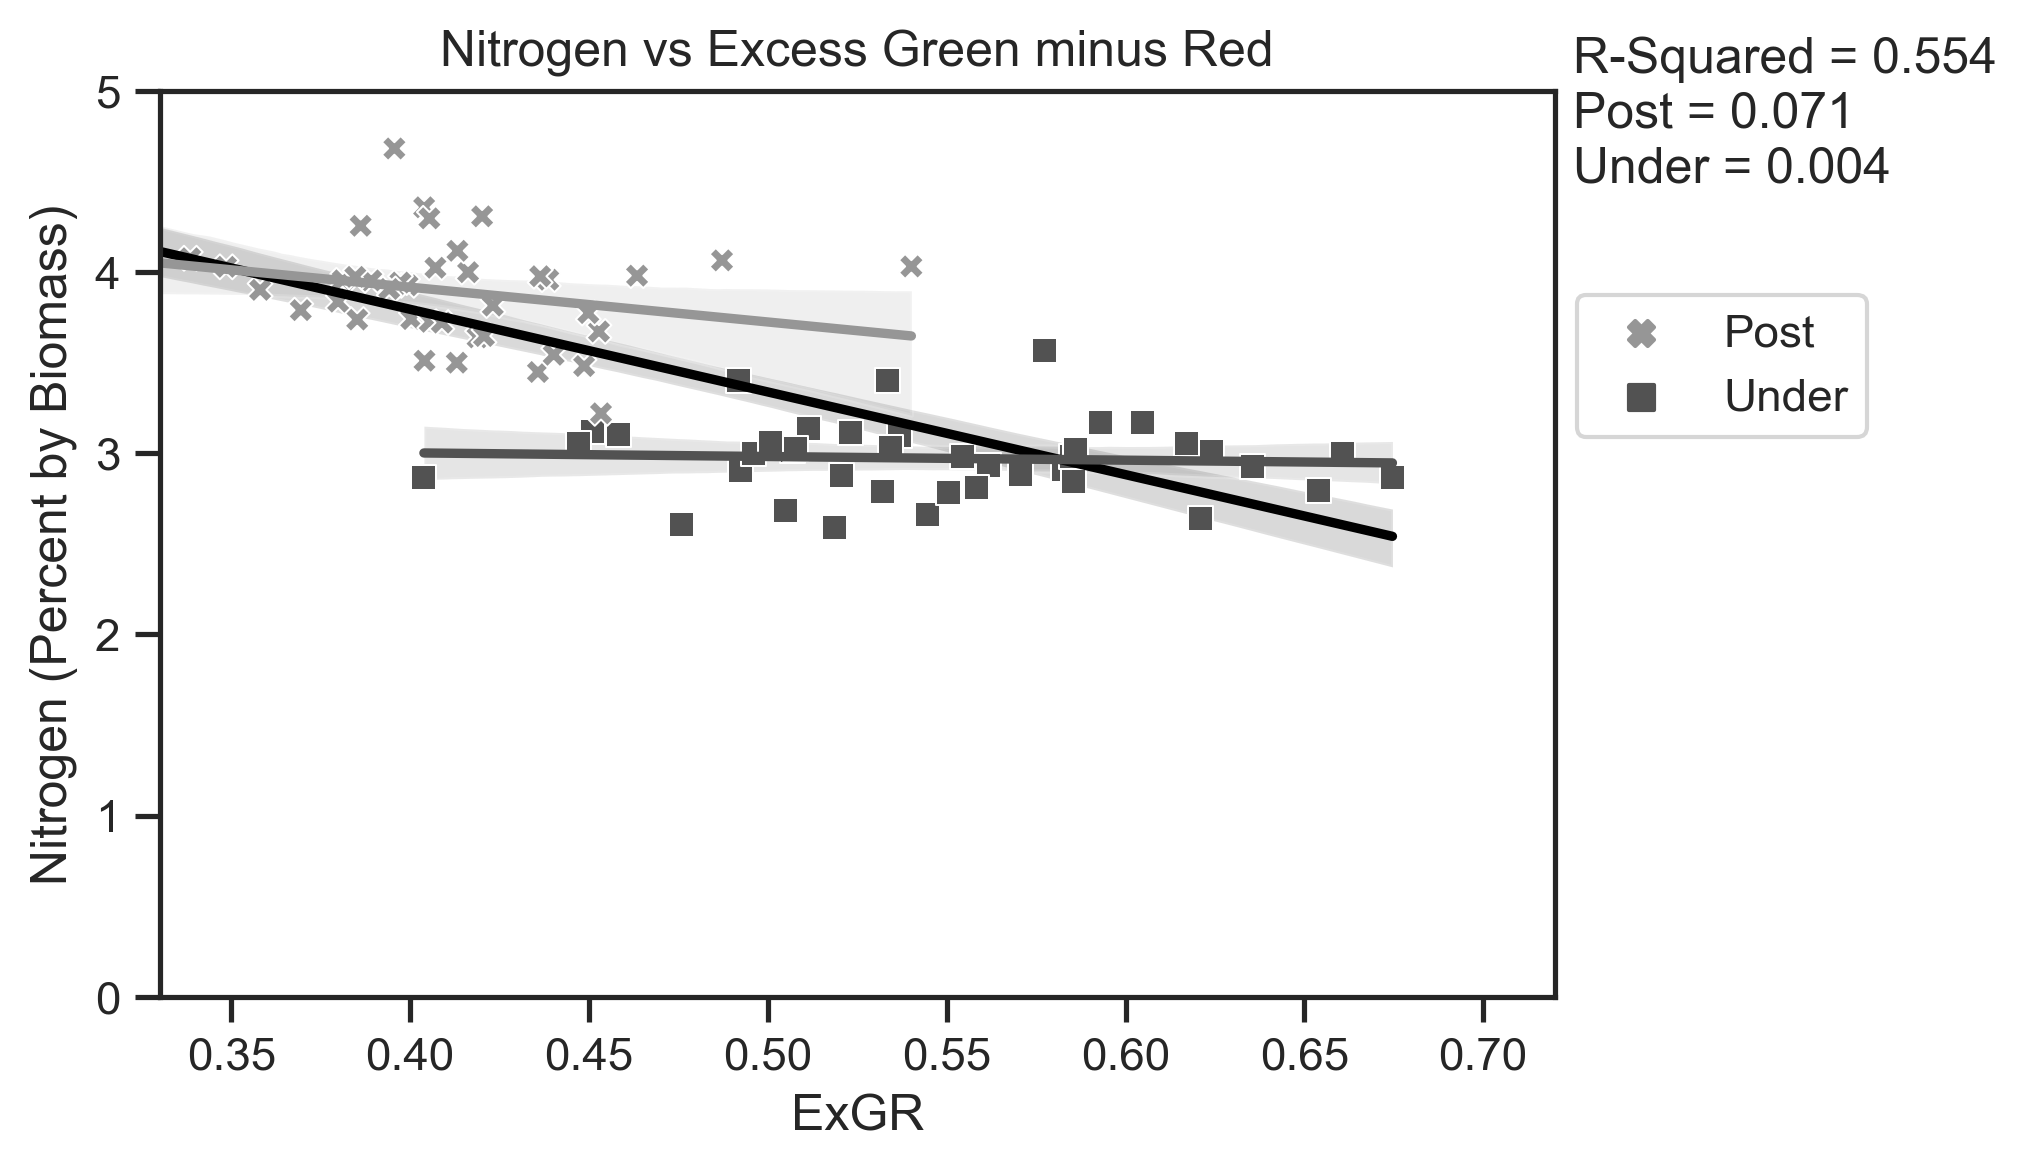 Nitrogen vs Excess Green minus Red
R-Squared = 0.554
Post = 0.071
Under = 0.004
Nitrogen (Percent by Biomass)
5
4
3
2
1
0
Post
Under
0.35 0.40 0.45 0.50 0.55 0.60 0.65 0.70
ExGR